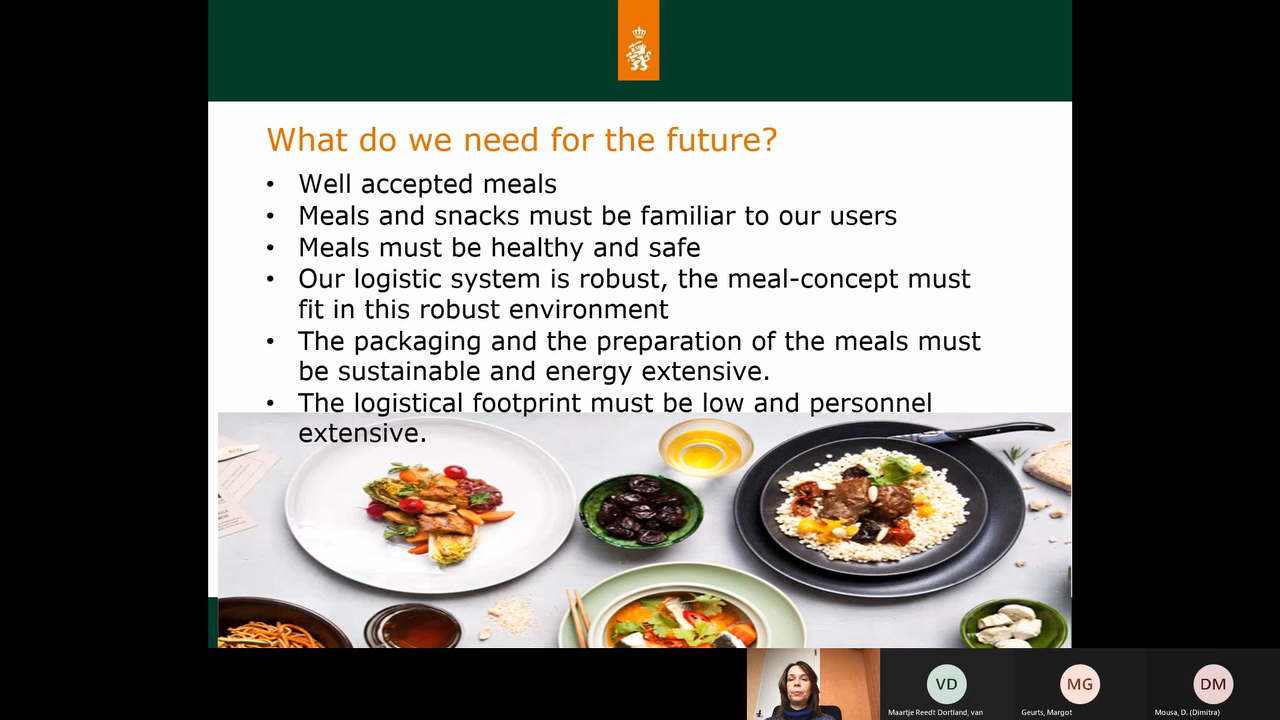 What do we need for the future?
• Well accepted meals
• Meals and snacks must be familiar to our users
• Meals must be healthy and safe
• Our logistic system is robust, the meal-concept must
fit in this robust environment
• The packaging and the preparation of the meals must
be sustainable and energy extensive.
• The logistical footprint must be low and personnel
extensive.
VD
MG
DM
Maartje Reedt Dortland, van
Geurts, Margot
Mousa, D. (Dimitra)